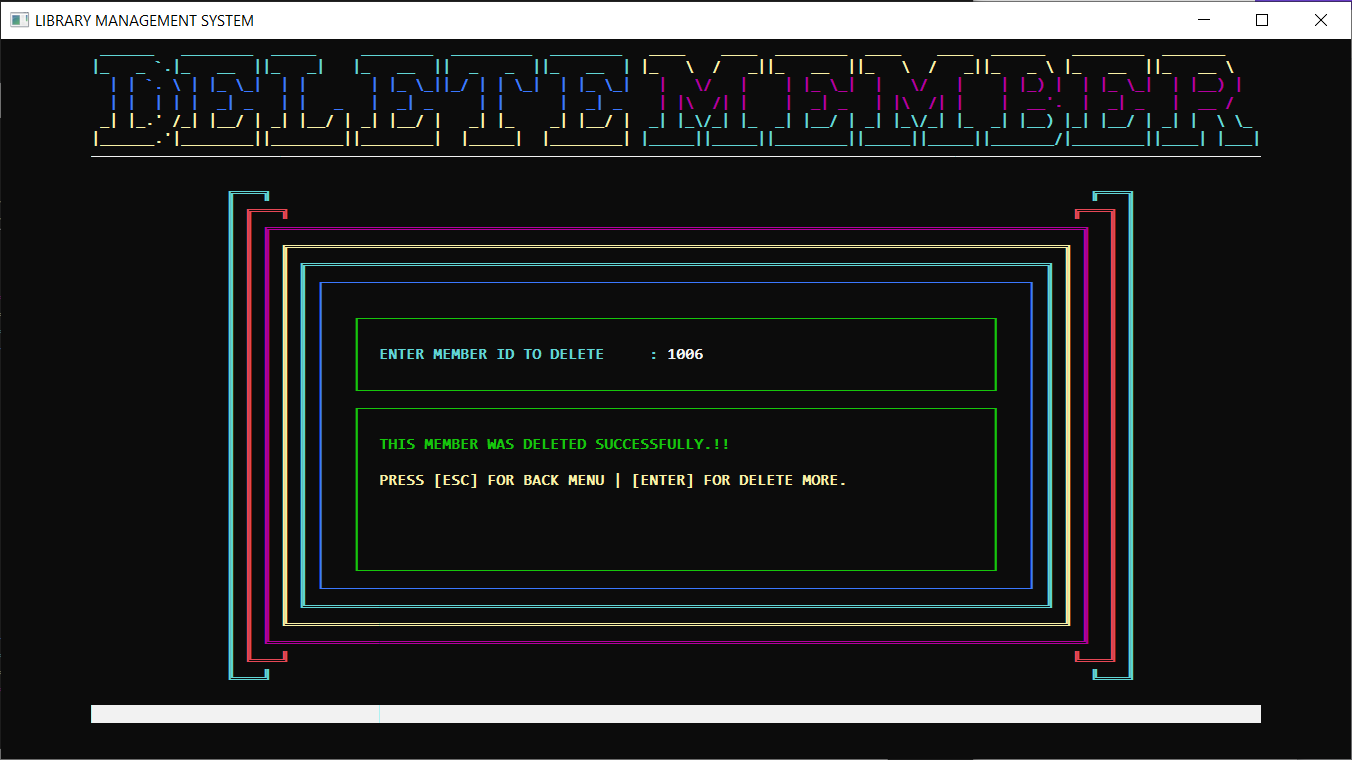 LIBRARY MANAGEMENT SYSTEM
DELETE MEMBER
ENTER MEMBER ID TO DELETE : 1006
THIS MEMBER WAS DELETED SUCCESSFULLY.!!
PRESS [ESC] FOR BACK MENU | [ENTER] FOR DELETE MORE.